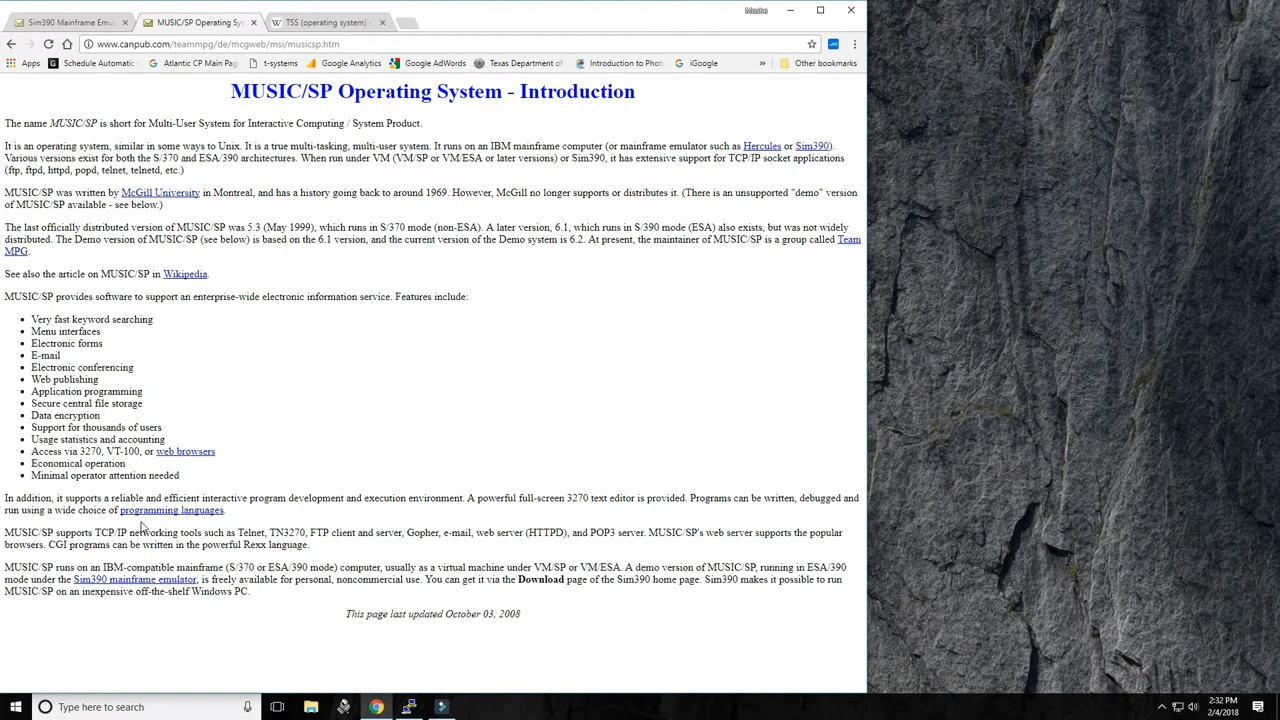 Moshe
Sim390 Mainframe Emul
MUSIC/SP Operating Sys
TSS (operating system) -
www.canpub.com/teammpg/de/mcgweb/msi/musicsp.htm
Apps
Schedule Automatic
Atlantic CP Main Pag
t-systems
Google Analytics
Google AdWords
Texas Department of
Introduction to Phot
iGoogle
»
Other bookmarks
MUSIC/SP Operating System - Introduction
The name MUSIC/SP is short for Multi-User System for Interactive Computing / System Product.
It is an operating system, similar in some ways to Unix. It is a true multi-tasking, multi-user system. It runs on an IBM mainframe computer (or mainframe emulator such as Hercules or Sim390).
Various versions exist for both the S/370 and ESA/390 architectures. When run under VM (VM/SP or VM/ESA or later versions) or Sim390, it has extensive support for TCP/IP socket applications
(ftp, ftpd, httpd, popd, telnet, telnetd, etc.)
MUSIC/SP was written by McGill University in Montreal, and has a history going back to around 1969. However, McGill no longer supports or distributes it. (There is an unsupported "demo" version
of MUSIC/SP available - see below.)
The last officially distributed version of MUSIC/SP was 5.3 (May 1999), which runs in S/370 mode (non-ESA). A later version, 6.1, which runs in S/390 mode (ESA) also exists, but was not widely
distributed. The Demo version of MUSIC/SP (see below) is based on the 6.1 version, and the current version of the Demo system is 6.2. At present, the maintainer of MUSIC/SP is a group called Team
MPG.
See also the article on MUSIC/SP in Wikipedia.
MUSIC/SP provides software to support an enterprise-wide electronic information service. Features include:
• Very fast keyword searching
• Menu interfaces
• Electronic forms
• E-mail
• Electronic conferencing
• Web publishing
• Application programming
• Secure central file storage
• Data encryption
• Support for thousands of users
• Usage statistics and accounting
• Access via 3270, VT-100, or web browsers
• Economical operation
• Minimal operator attention needed
In addition, it supports a reliable and efficient interactive program development and execution environment. A powerful full-screen 3270 text editor is provided. Programs can be written, debugged and
run using a wide choice of programming languages.
MUSIC/SP supports TCP/IP networking tools such as Telnet, TN3270, FTP client and server, Gopher, e-mail, web server (HTTPD), and POP3 server. MUSIC/SP's web server supports the popular
browsers. CGI programs can be written in the powerful Rexx language.
MUSIC/SP runs on an IBM-compatible mainframe (S/370 or ESA/390 mode) computer, usually as a virtual machine under VM/SP or VM/ESA. A demo version of MUSIC/SP, running in ESA/390
mode under the Sim390 mainframe emulator, is freely available for personal, noncommercial use. You can get it via the Download page of the Sim390 home page. Sim390 makes it possible to run
MUSIC/SP on an inexpensive off-the-shelf Windows PC.
This page last updated October 03, 2008
Type here to search
2:32 PM
2/4/2018